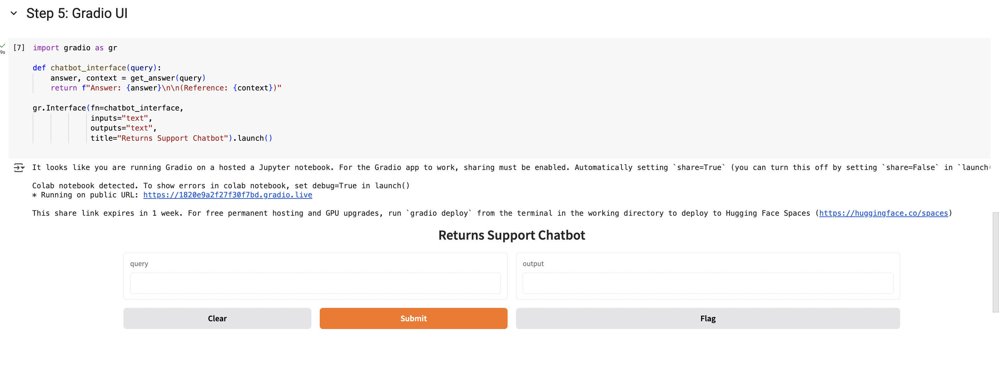 Step 5: Gradio UI
9s
[7] import gradio as gr
def chatbot_interface(query):
    answer, context = get_answer(query)
    return f"Answer: {answer}\n\n(Reference: {context})"
gr.Interface(fn=chatbot_interface,
             inputs="text",
             outputs="text",
             title="Returns Support Chatbot").launch()
It looks like you are running Gradio on a hosted a Jupyter notebook. For the Gradio app to work, sharing must be enabled. Automatically setting `share=True` (you can turn this off by setting `share=False` in `launch(
Colab notebook detected. To show errors in colab notebook, set debug=True in launch()
* Running on public URL: https://1820e9a2f27f30f7bd.gradio.live
This share link expires in 1 week. For free permanent hosting and GPU upgrades, run `gradio deploy` from the terminal in the working directory to deploy to Hugging Face Spaces (https://huggingface.co/spaces)
Returns Support Chatbot
query output
Clear Submit Flag